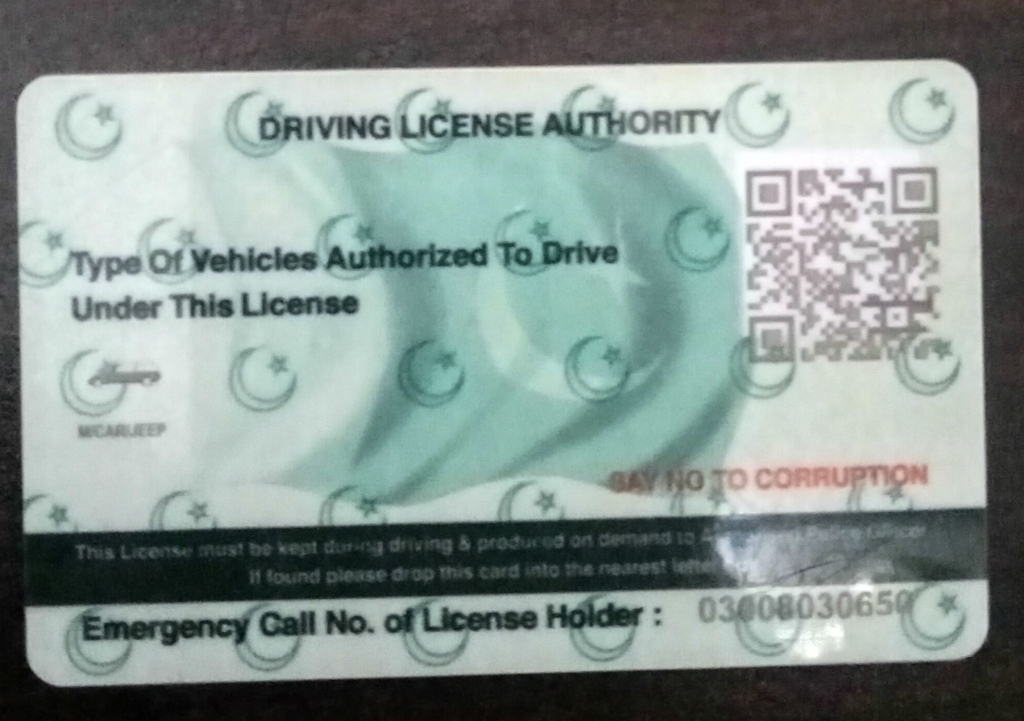 DRIVING LICENSE AUTHORITY
Type Of Vehicles Authorized To Drive
Under This License
M/CAR/JEEP
SAY NO TO CORRUPTION
This License must be kept during driving & produced on demand to
If found please drop this card into the nearest
Emergency Call No. of License Holder : 03008030650